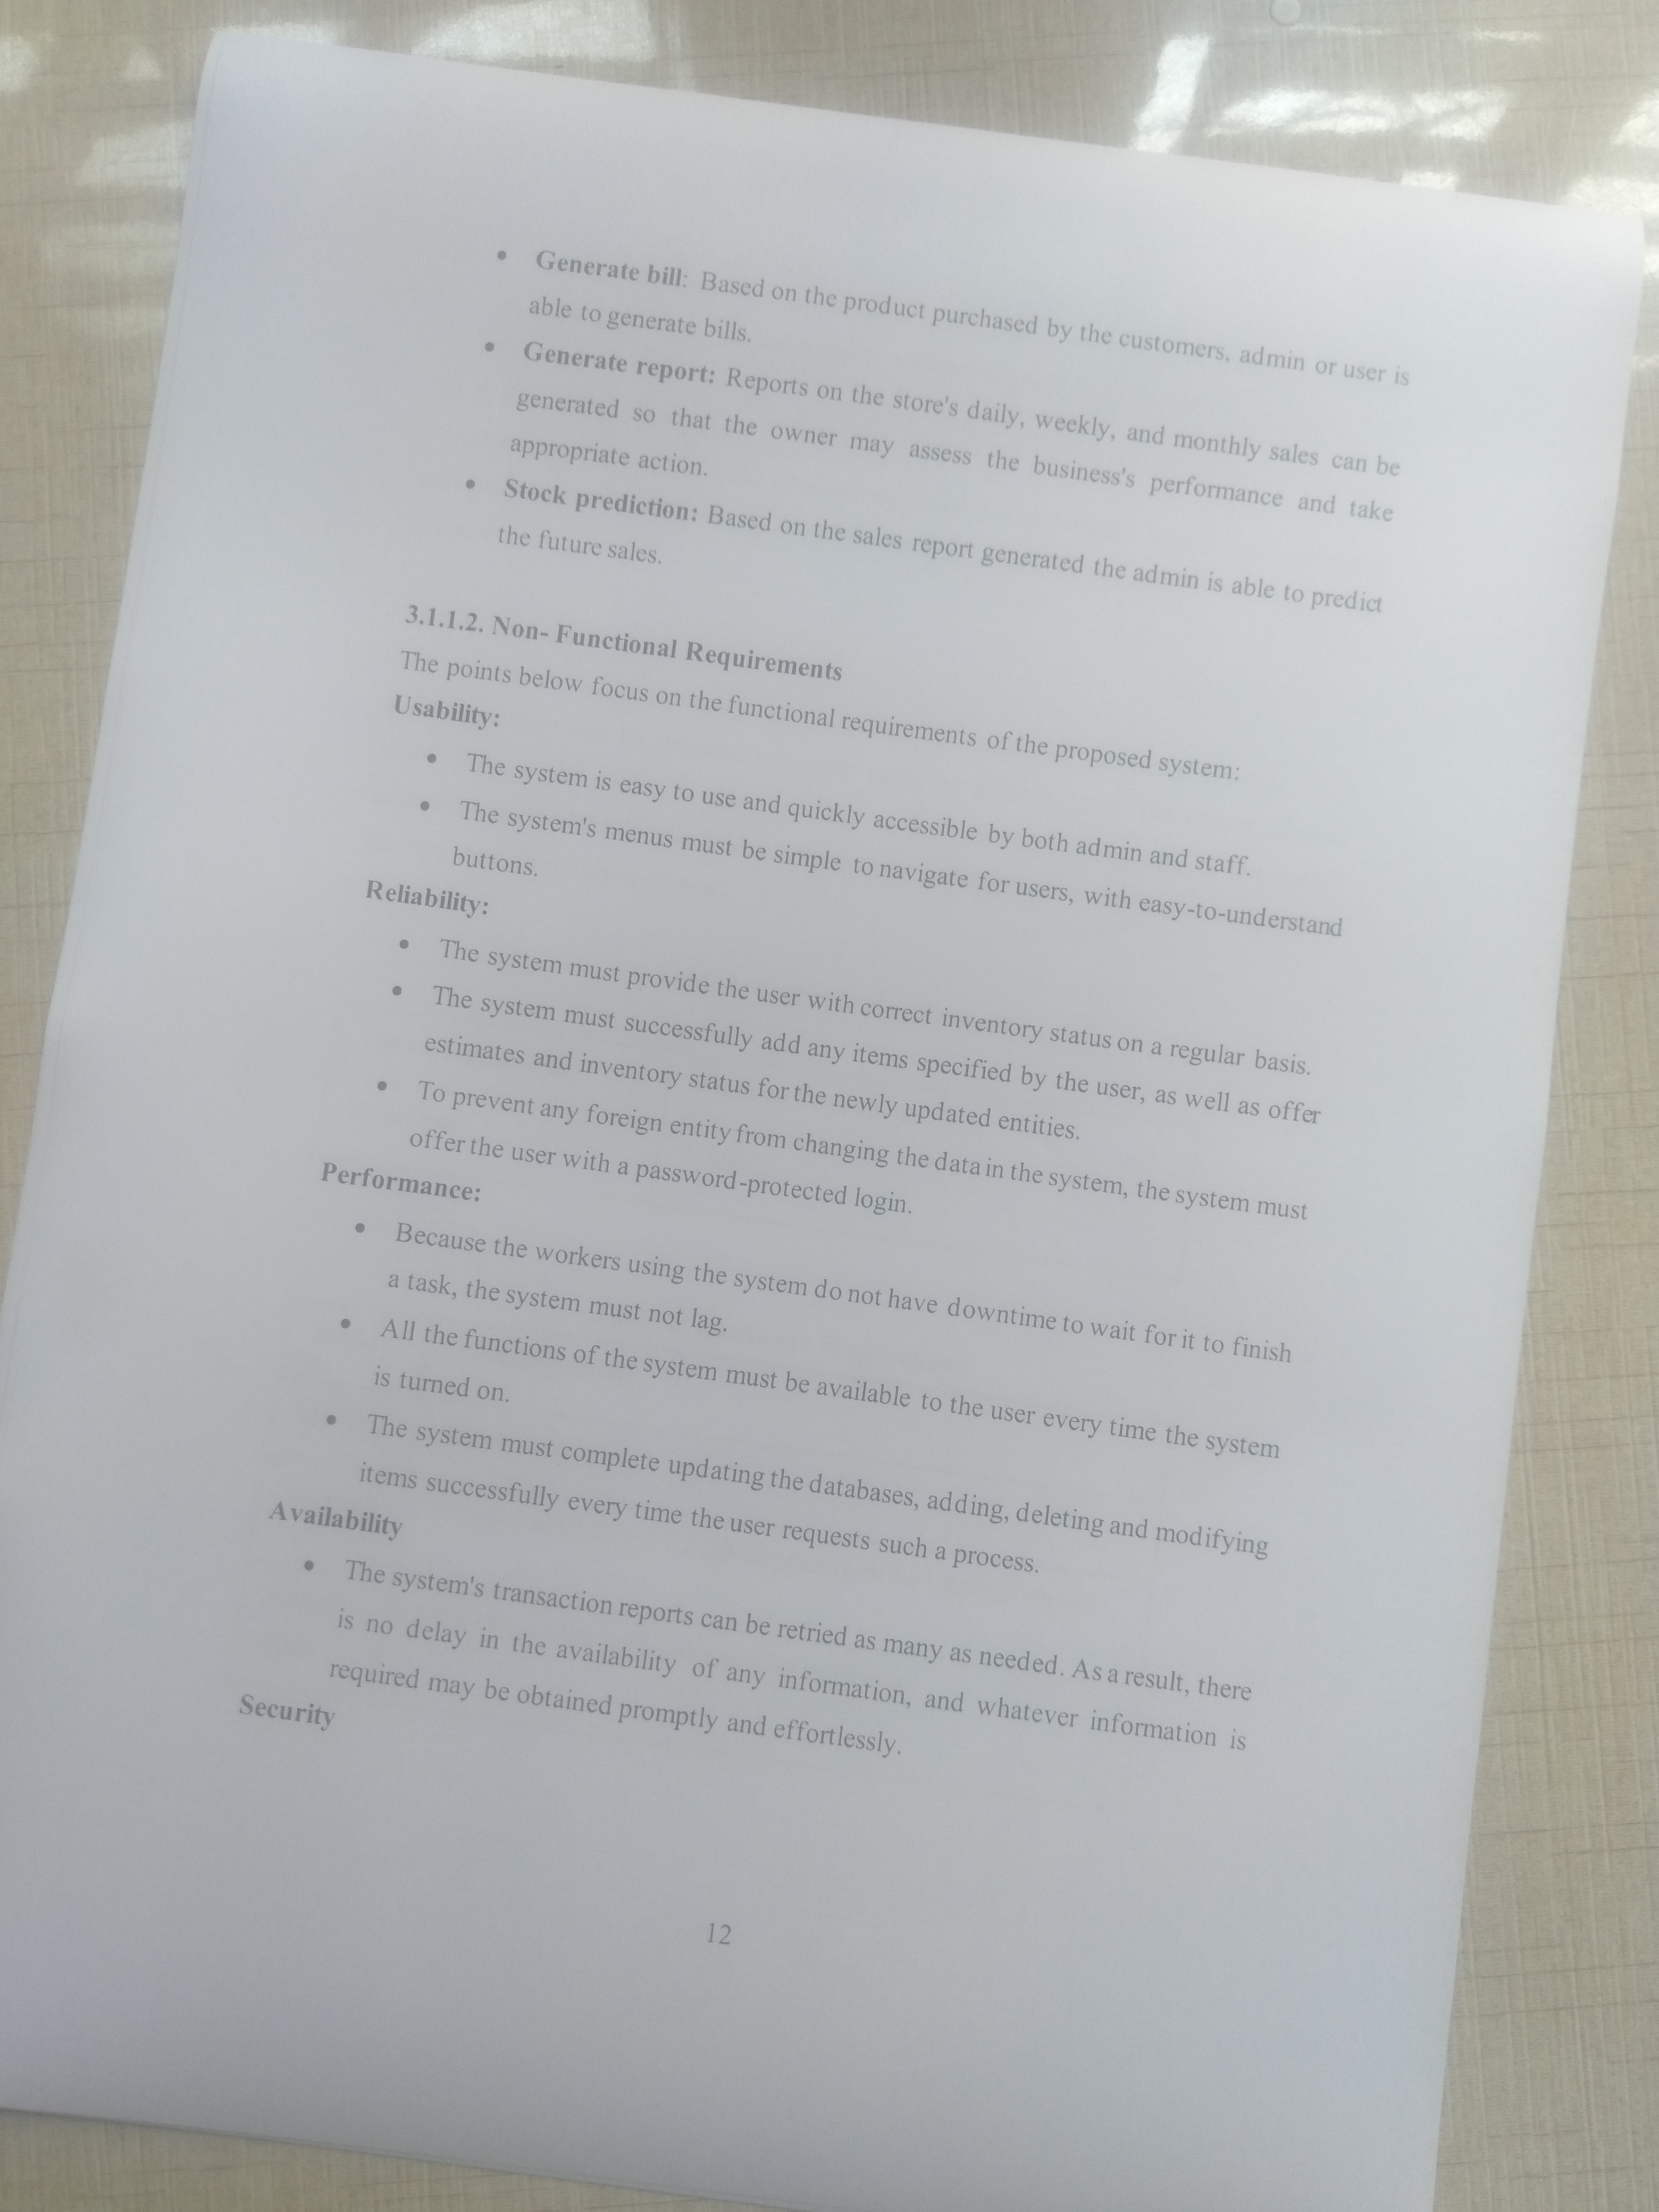 • Generate bill: Based on the product purchased by the customers, admin or user is
able to generate bills.
• Generate report: Reports on the store's daily, weekly, and monthly sales can be
generated so that the owner may assess the business's performance and take
appropriate action.
• Stock prediction: Based on the sales report generated the admin is able to predict
the future sales.
3.1.1.2. Non- Functional Requirements
The points below focus on the functional requirements of the proposed system:
Usability:
• The system is easy to use and quickly accessible by both admin and staff.
• The system's menus must be simple to navigate for users, with easy-to-understand
buttons.
Reliability:
• The system must provide the user with correct inventory status on a regular basis.
• The system must successfully add any items specified by the user, as well as offer
estimates and inventory status for the newly updated entities.
• To prevent any foreign entity from changing the data in the system, the system must
offer the user with a password-protected login.
Performance:
• Because the workers using the system do not have downtime to wait for it to finish
a task, the system must not lag.
• All the functions of the system must be available to the user every time the system
is turned on.
• The system must complete updating the databases, adding, deleting and modifying
items successfully every time the user requests such a process.
Availability
• The system's transaction reports can be retried as many as needed. As a result, there
is no delay in the availability of any information, and whatever information is
required may be obtained promptly and effortlessly.
Security
12